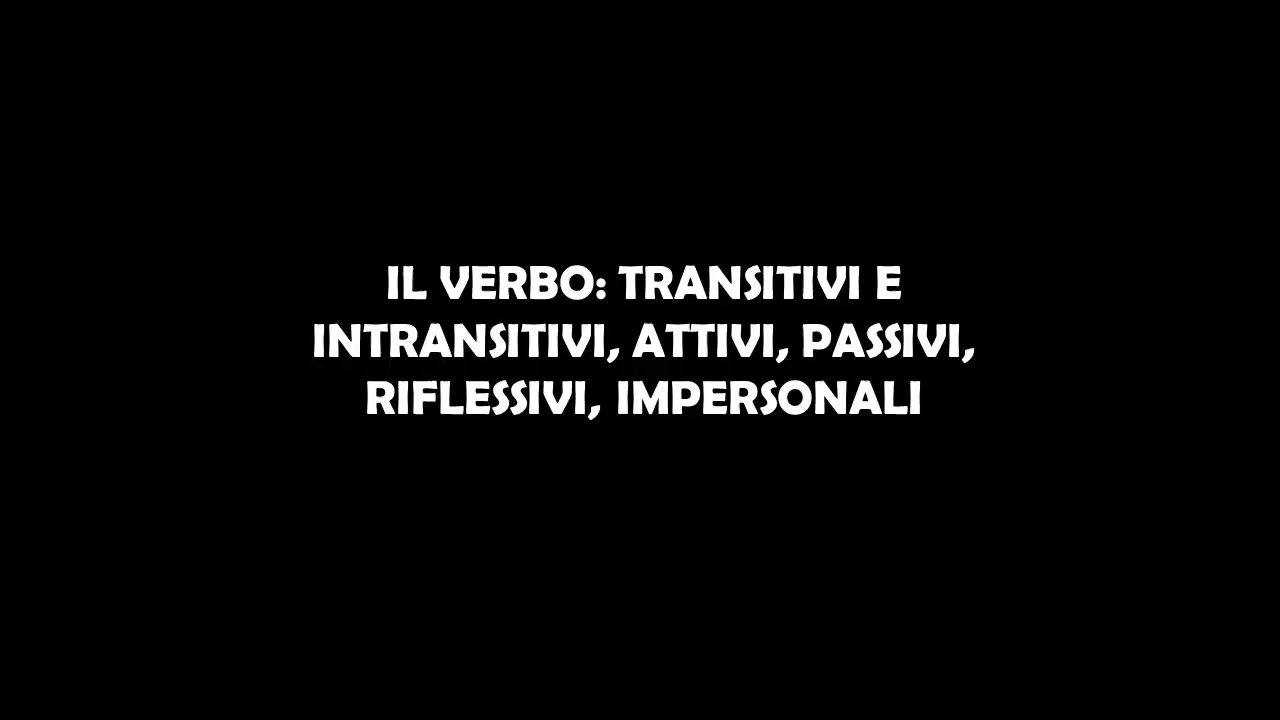 IL VERBO: TRANSITIVI E
INTRANSITIVI, ATTIVI, PASSIVI,
RIFLESSIVI, IMPERSONALI